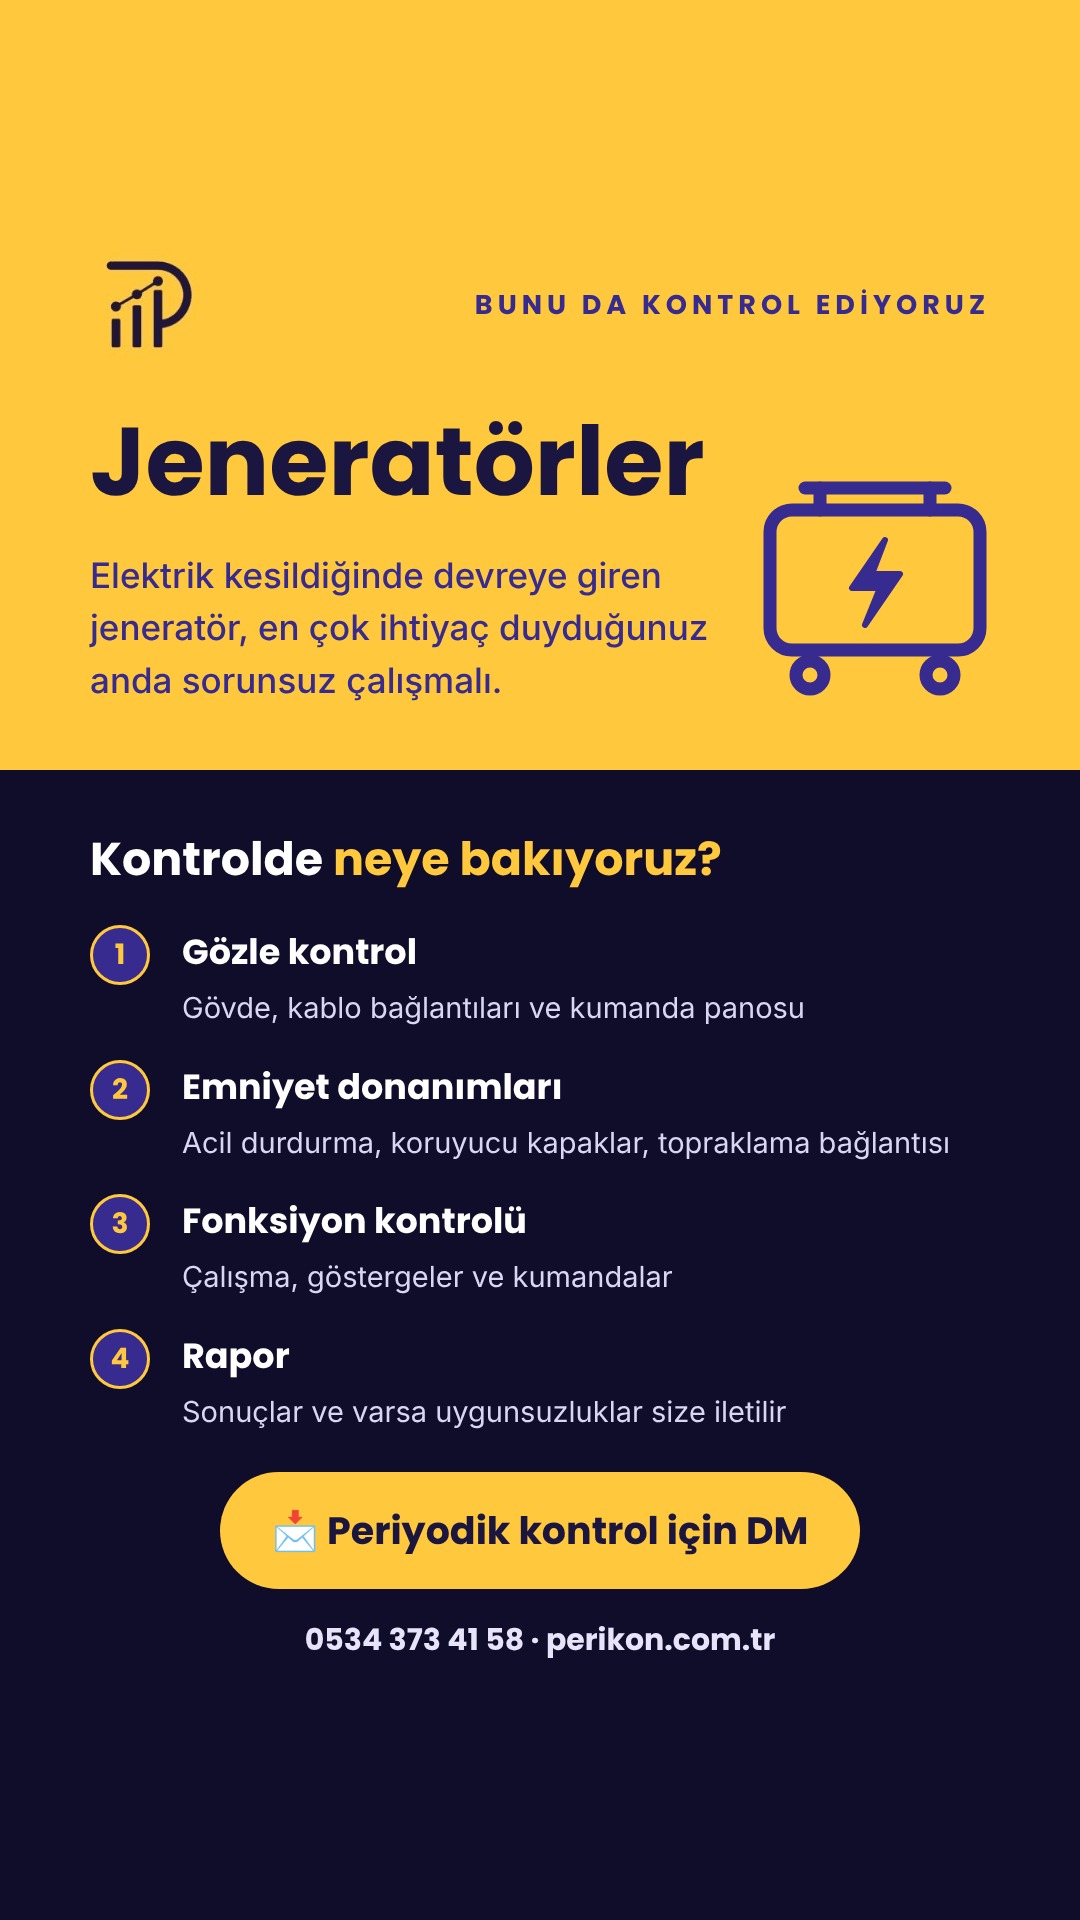 BUNU DA KONTROL EDİYORUZ
Jeneratörler
Elektrik kesildiğinde devreye giren
jeneratör, en çok ihtiyaç duyduğunuz
anda sorunsuz çalışmalı.
Kontrolde neye bakıyoruz?
1 Gözle kontrol
Gövde, kablo bağlantıları ve kumanda panosu
2 Emniyet donanımları
Acil durdurma, koruyucu kapaklar, topraklama bağlantısı
3 Fonksiyon kontrolü
Çalışma, göstergeler ve kumandalar
4 Rapor
Sonuçlar ve varsa uygunsuzluklar size iletilir
📩 Periyodik kontrol için DM
0534 373 41 58 · perikon.com.tr